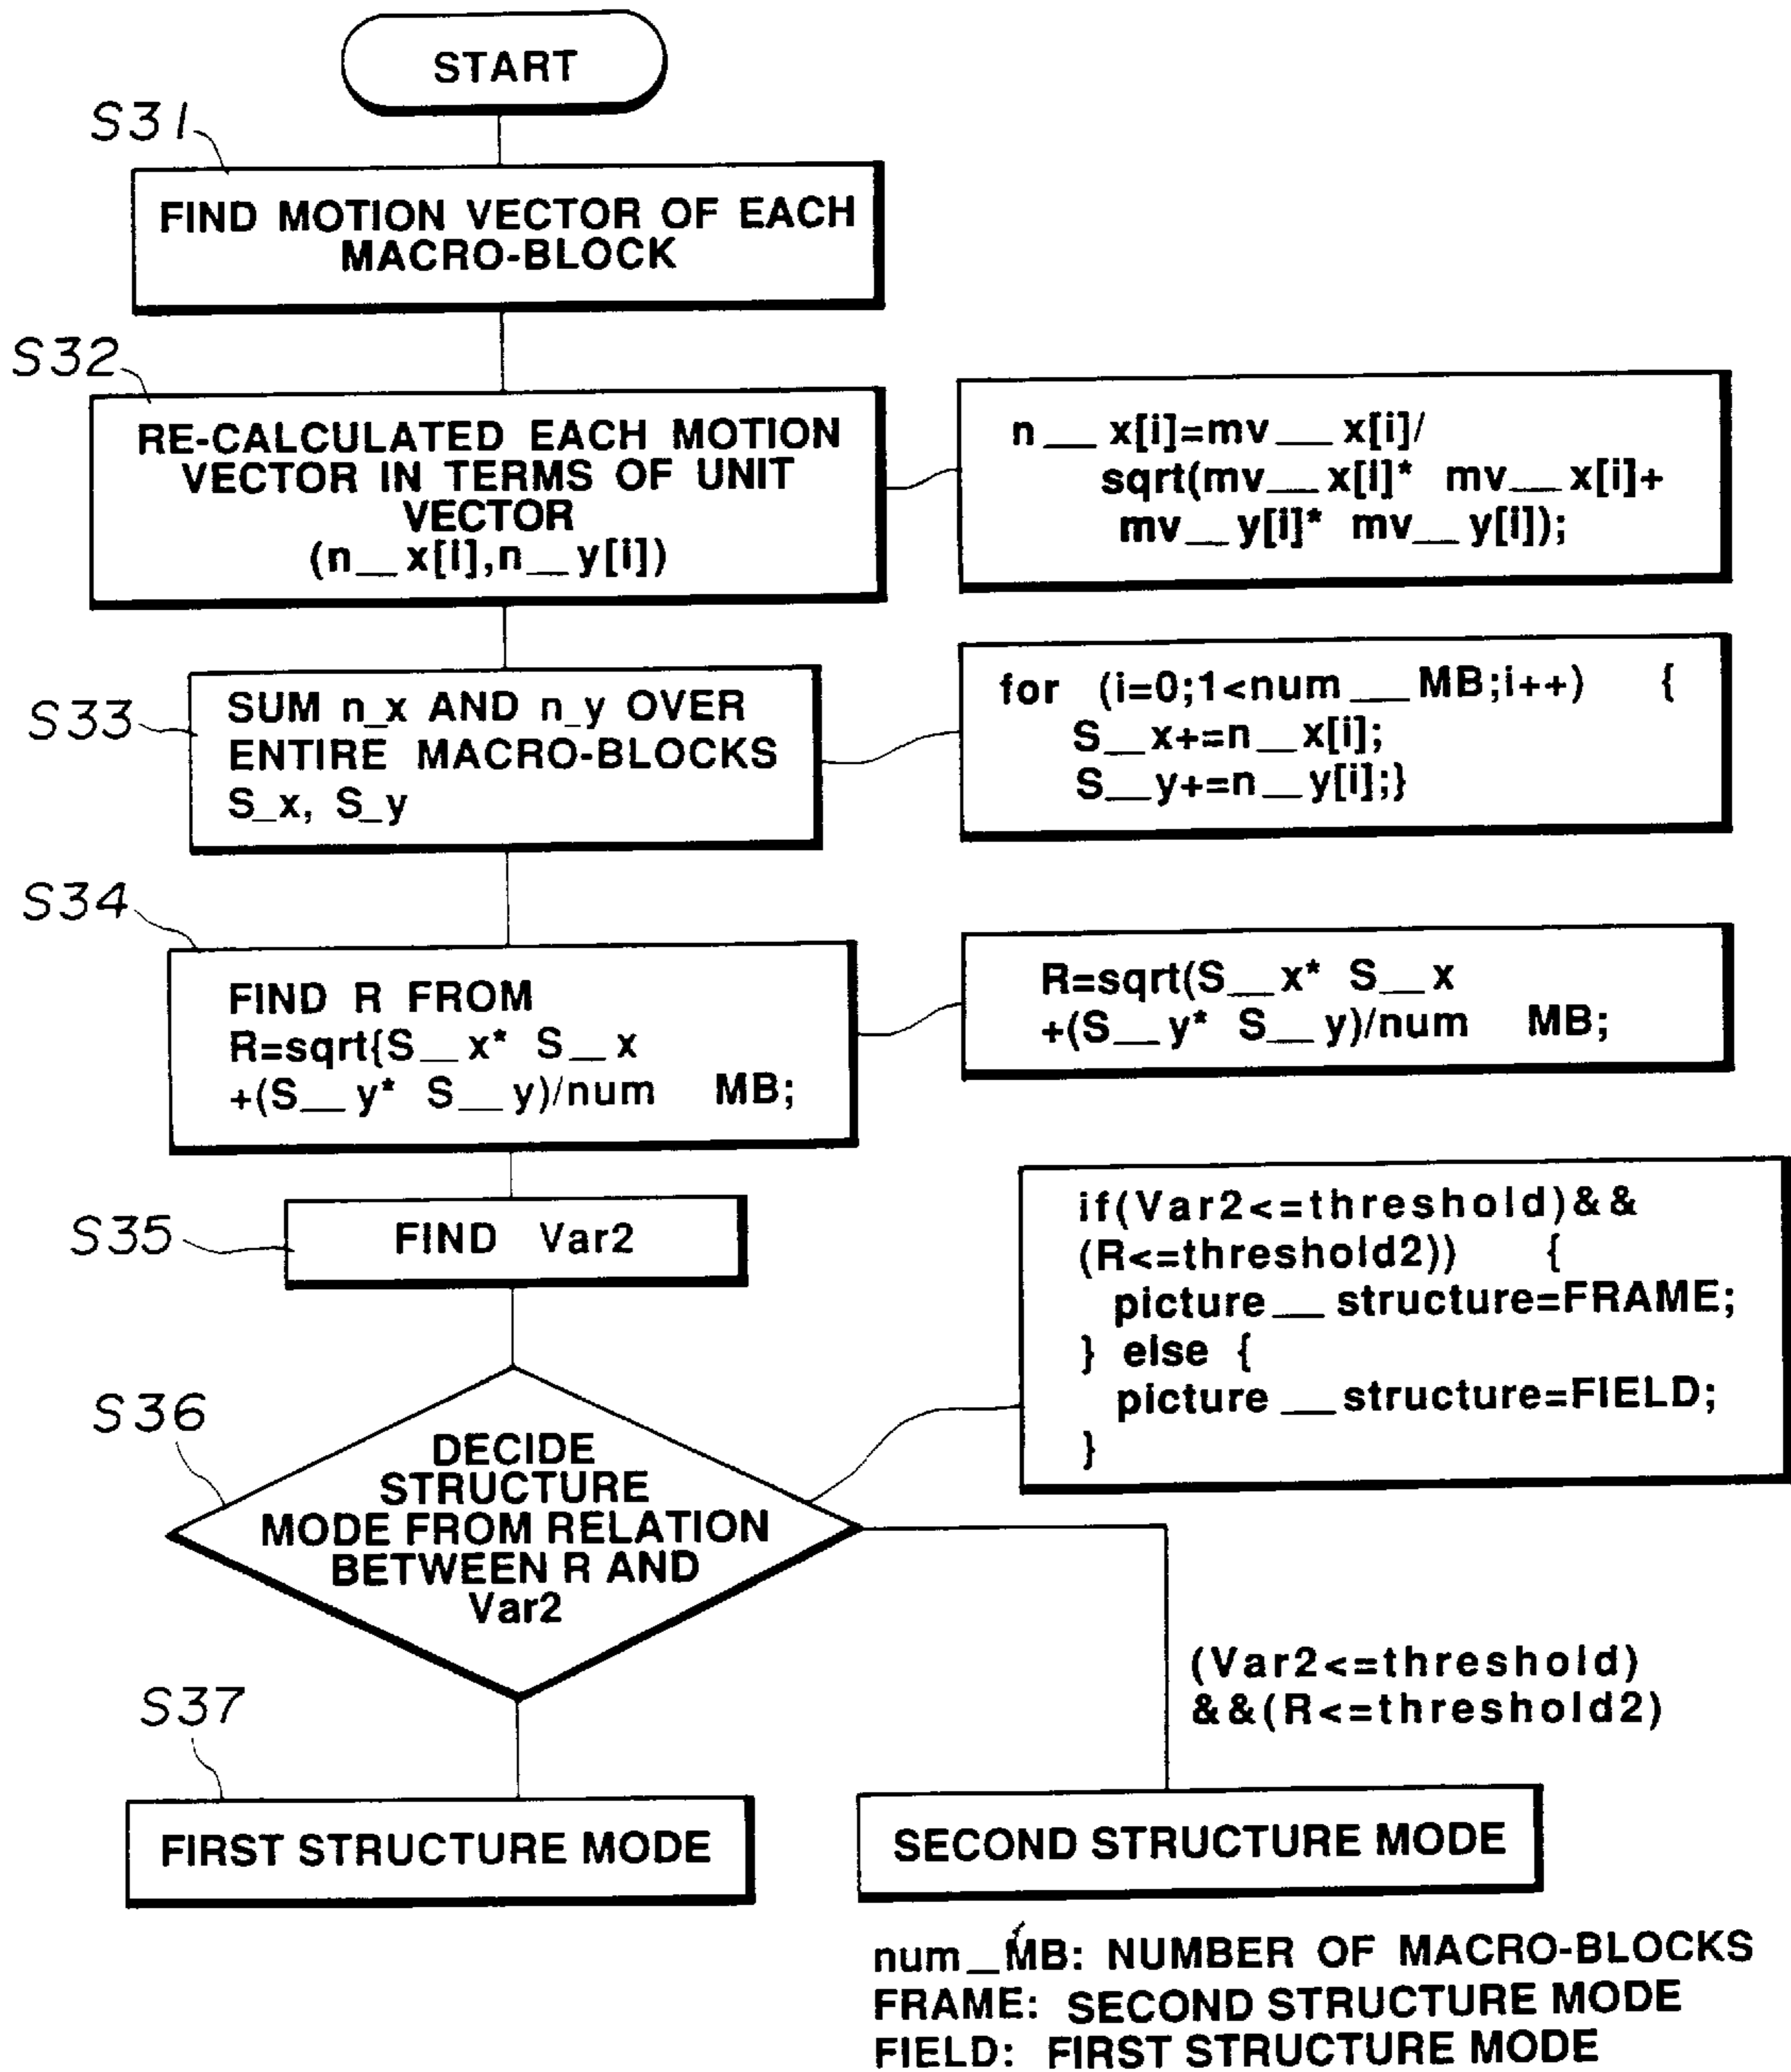 START
S31
FIND MOTION VECTOR OF EACH
MACRO-BLOCK
S32
RE-CALCULATED EACH MOTION
VECTOR IN TERMS OF UNIT
VECTOR
(n__x[i],n__y[i])
n__x[i]=mv__x[i]/
sqrt(mv__x[i]* mv__x[i]+
mv__y[i]* mv__y[i]);
S33
SUM n_x AND n_y OVER
ENTIRE MACRO-BLOCKS
S_x, S_y
for (i=0;1<num__MB;i++) {
S__x+=n__x[i];
S__y+=n__y[i];}
S34
FIND R FROM
R=sqrt{S__x* S__x
+(S__y* S__y)/num MB;
R=sqrt(S__x* S__x
+(S__y* S__y)/num MB;
S35
FIND Var2
if(Var2<=threshold)&&
(R<=threshold2)) {
picture__structure=FRAME;
} else {
picture__structure=FIELD;
}
S36
DECIDE
STRUCTURE
MODE FROM RELATION
BETWEEN R AND
Var2
(Var2<=threshold)
&&(R<=threshold2)
S37
FIRST STRUCTURE MODE
SECOND STRUCTURE MODE
num_MB: NUMBER OF MACRO-BLOCKS
FRAME: SECOND STRUCTURE MODE
FIELD: FIRST STRUCTURE MODE